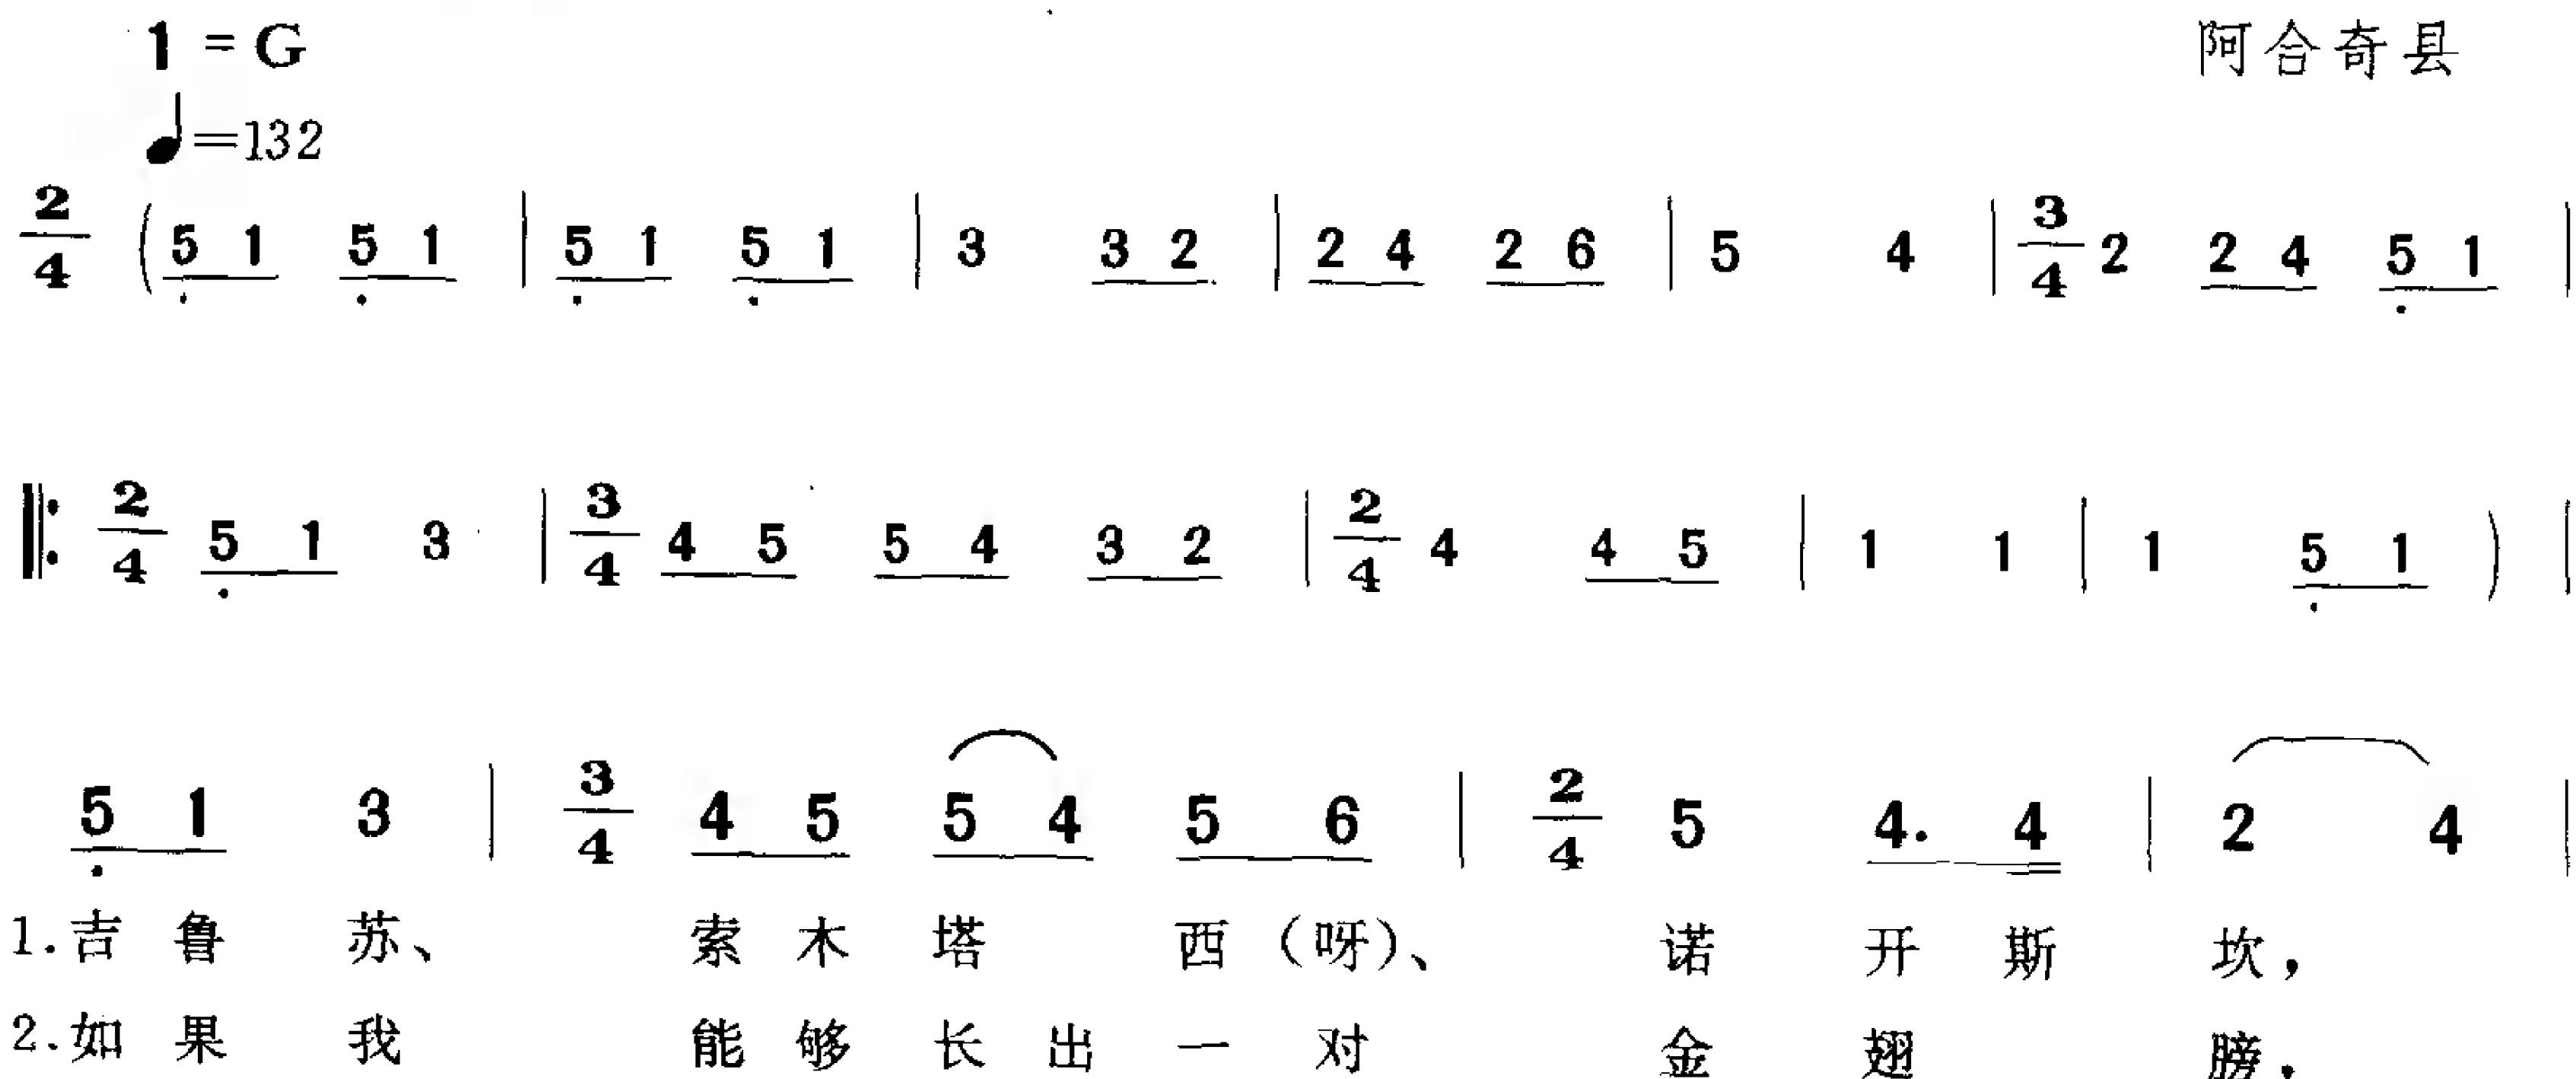 1 = G
阿合奇县
♩=132
2/4 (5̣ 1 5̣ 1 | 5̣ 1 5̣ 1 | 3 3 2 | 2 4 2 6 | 5 4 | 3/4 2 2 4 5̣ 1 |
‖: 2/4 5̣ 1 3 | 3/4 4 5 5 4 3 2 | 2/4 4 4 5 | 1 1 | 1 5̣ 1 ) |
5̣ 1 3 | 3/4 4 5 5 4 5 6 | 2/4 5 4. 4 | 2 4 |
1.吉鲁苏、索木塔西(呀)、诺开斯坎，
2.如果我能够长出一对金翅膀，